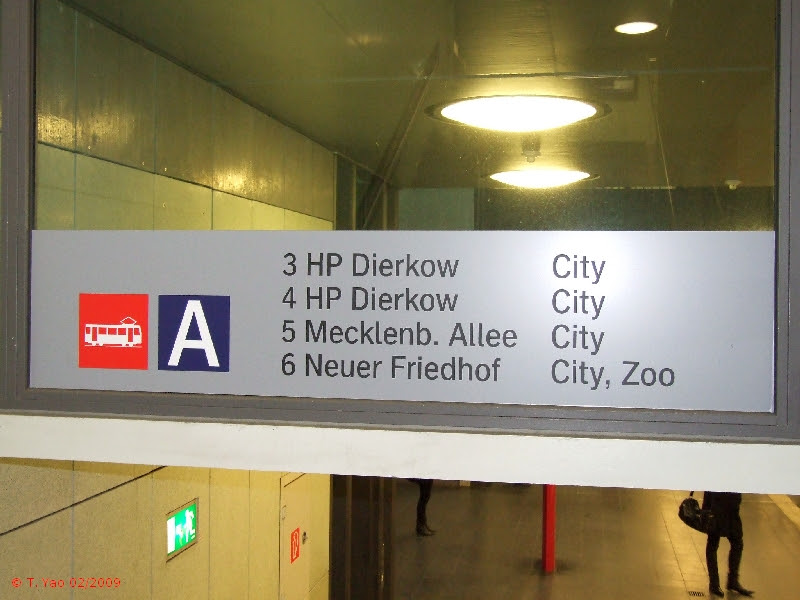 A
3 HP Dierkow City
4 HP Dierkow City
5 Mecklenb. Allee City
6 Neuer Friedhof City, Zoo
© T. Yao 02/2009